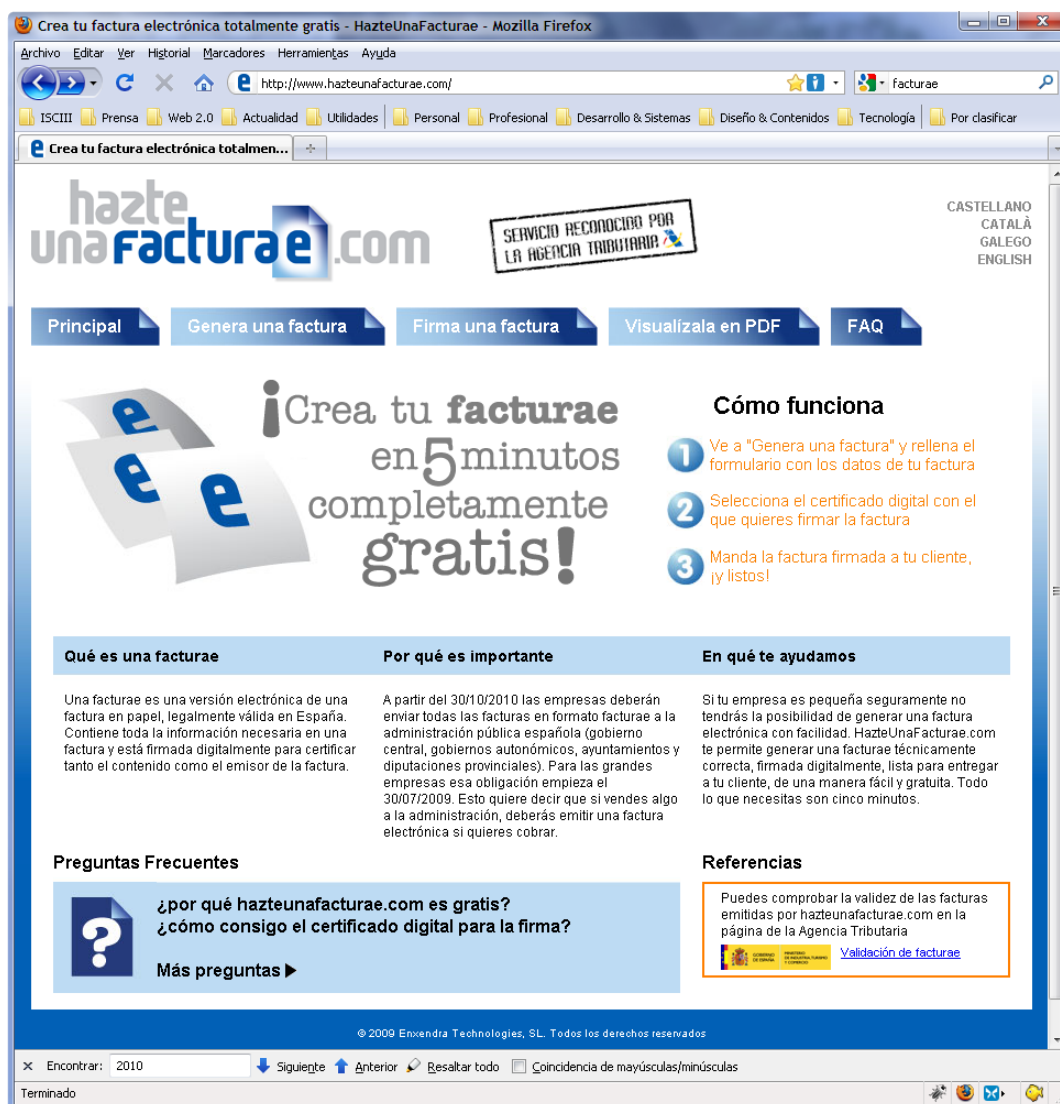 Crea tu factura electrónica totalmente gratis - HazteUnaFacturae - Mozilla Firefox
Archivo Editar Ver Historial Marcadores Herramientas Ayuda
http://www.hazteunafacturae.com/
facturae
ISCIII Prensa Web 2.0 Actualidad Utilidades Personal Profesional Desarrollo & Sistemas Diseño & Contenidos Tecnología Por clasificar
Crea tu factura electrónica totalmen...
hazte
unafacturae.com
SERVICIO RECONOCIDO POR
LA AGENCIA TRIBUTARIA
CASTELLANO
CATALÀ
GALEGO
ENGLISH
Principal
Genera una factura
Firma una factura
Visualízala en PDF
FAQ
e
e
e
¡Crea tu facturae
en 5 minutos
completamente
gratis!
Cómo funciona
1 Ve a "Genera una factura" y rellena el
formulario con los datos de tu factura
2 Selecciona el certificado digital con el
que quieres firmar la factura
3 Manda la factura firmada a tu cliente,
¡y listos!
Qué es una facturae
Una facturae es una versión electrónica de una
factura en papel, legalmente válida en España.
Contiene toda la información necesaria en una
factura y está firmada digitalmente para certificar
tanto el contenido como el emisor de la factura.
Por qué es importante
A partir del 30/10/2010 las empresas deberán
enviar todas las facturas en formato facturae a la
administración pública española (gobierno
central, gobiernos autonómicos, ayuntamientos y
diputaciones provinciales). Para las grandes
empresas esa obligación empieza el
30/07/2009. Esto quiere decir que si vendes algo
a la administración, deberás emitir una factura
electrónica si quieres cobrar.
En qué te ayudamos
Si tu empresa es pequeña seguramente no
tendrás la posibilidad de generar una factura
electrónica con facilidad. HazteUnaFacturae.com
te permite generar una facturae técnicamente
correcta, firmada digitalmente, lista para entregar
a tu cliente, de una manera fácil y gratuita. Todo
lo que necesitas son cinco minutos.
Preguntas Frecuentes
?
¿por qué hazteunafacturae.com es gratis?
¿cómo consigo el certificado digital para la firma?
Más preguntas
Referencias
Puedes comprobar la validez de las facturas
emitidas por hazteunafacturae.com en la
página de la Agencia Tributaria
GOBIERNO
DE ESPAÑA
MINISTERIO
DE INDUSTRIA, TURISMO
Y COMERCIO
Validación de facturae
© 2009 Enxendra Technologies, SL. Todos los derechos reservados
Encontrar: 2010 Siguiente Anterior Resaltar todo Coincidencia de mayúsculas/minúsculas
Terminado